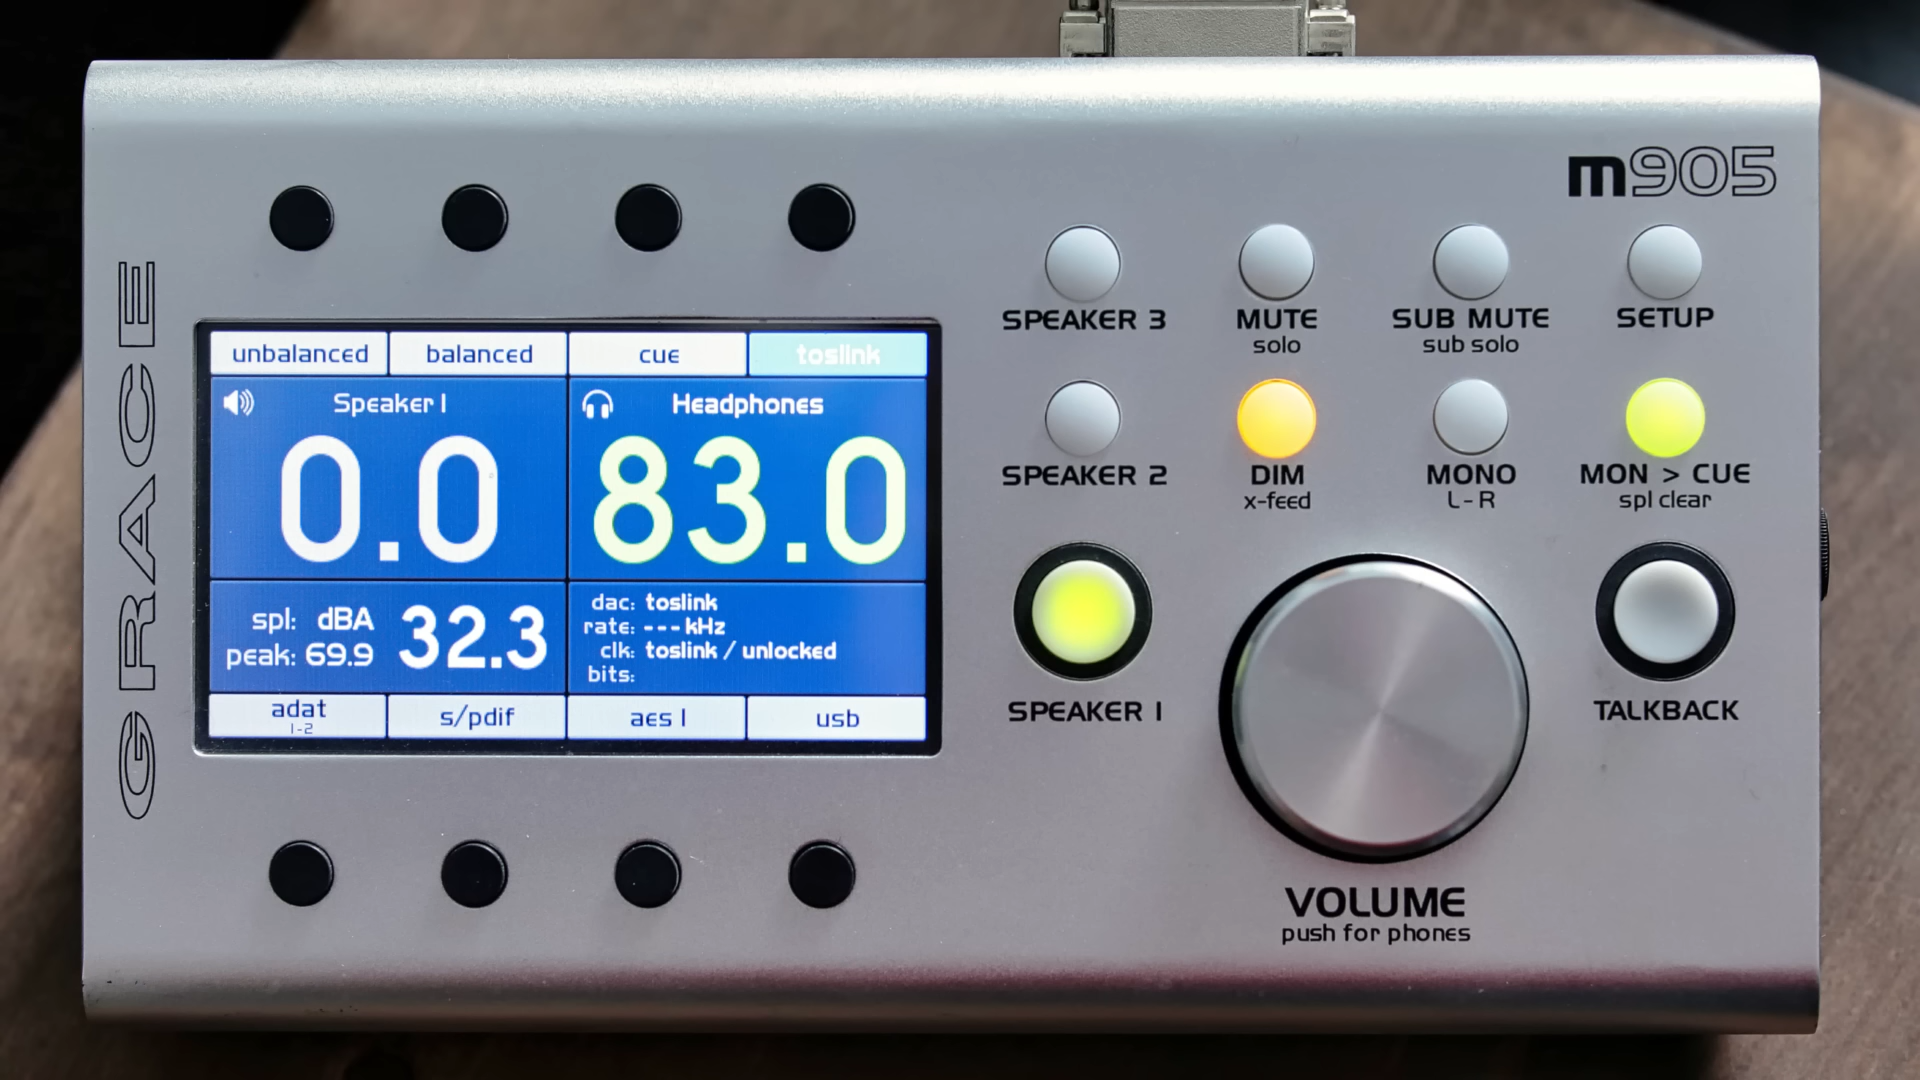 GRACE
m905
unbalanced
balanced
cue
toslink
Speaker 1
0.0
Headphones
83.0
spl: dBA
peak: 69.9
32.3
dac: toslink
rate: --- kHz
clk: toslink / unlocked
bits:
adat
1-2
s/pdif
aes 1
usb
SPEAKER 3
MUTE
solo
SUB MUTE
sub solo
SETUP
SPEAKER 2
DIM
x-feed
MONO
L-R
MON > CUE
spl clear
SPEAKER 1
TALKBACK
VOLUME
push for phones